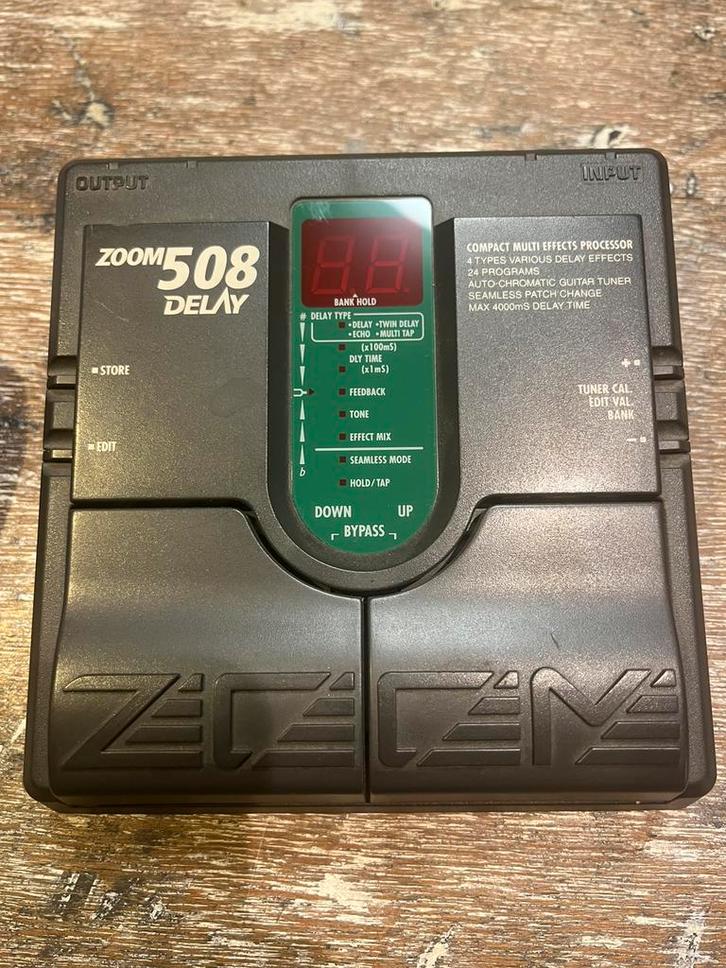 OUTPUT
INPUT
ZOOM 508
DELAY
COMPACT MULTI EFFECTS PROCESSOR
4 TYPES VARIOUS DELAY EFFECTS
24 PROGRAMS
AUTO-CHROMATIC GUITAR TUNER
SEAMLESS PATCH CHANGE
MAX 4000mS DELAY TIME
BANK HOLD
# DELAY TYPE
•DELAY •TWIN DELAY
•ECHO •MULTI TAP
(x100mS)
DLY TIME
(x1mS)
FEEDBACK
TONE
EFFECT MIX
♭
SEAMLESS MODE
HOLD/TAP
DOWN UP
BYPASS
STORE
EDIT
+
TUNER CAL.
EDIT VAL.
BANK
–
ZOOM